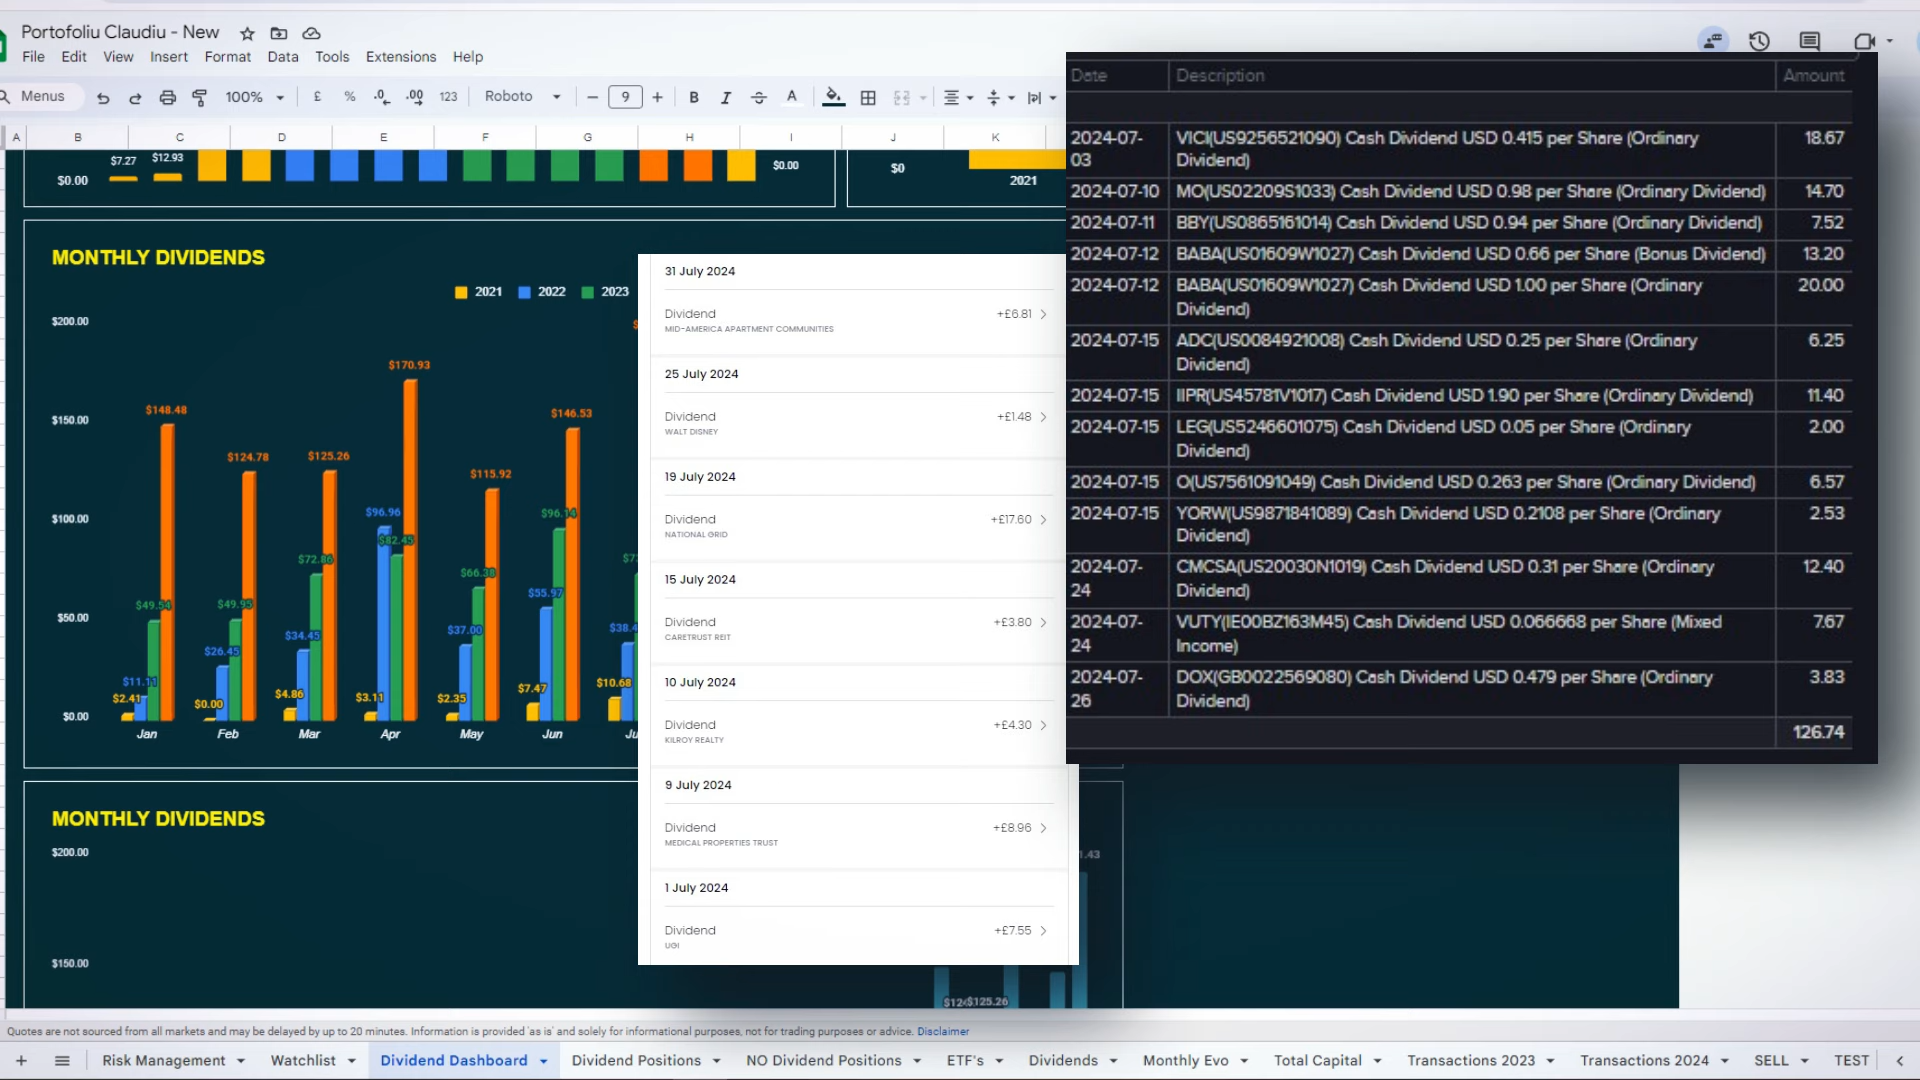 Portofoliu Claudiu - New
File Edit View Insert Format Data Tools Extensions Help
Menus 100% £ % .0 .00 123 Roboto 9 B I S A
A B C D E F G H I J K
$7.27 $12.93 $0.00
$0.00
$0
2021
MONTHLY DIVIDENDS
2021 2022 2023
$200.00
$150.00
$100.00
$50.00
$0.00
$2.41 $11.11 $49.54 $148.48
$0.00 $26.45 $49.95 $124.78
$4.86 $34.45 $72.86 $125.26
$3.11 $96.96 $82.45 $170.93
$2.35 $37.00 $66.38 $115.92
$7.47 $55.97 $96.14 $146.53
$10.68 $38.4
Jan Feb Mar Apr May Jun Ju
MONTHLY DIVIDENDS
$200.00
$150.00
1.43
$125.26
31 July 2024
Dividend +£6.81
MID-AMERICA APARTMENT COMMUNITIES
25 July 2024
Dividend +£1.48
WALT DISNEY
19 July 2024
Dividend +£17.60
NATIONAL GRID
15 July 2024
Dividend +£3.80
CARETRUST REIT
10 July 2024
Dividend +£4.30
KILROY REALTY
9 July 2024
Dividend +£8.96
MEDICAL PROPERTIES TRUST
1 July 2024
Dividend +£7.55
UGI
Date Description Amount
2024-07- VICI(US9256521090) Cash Dividend USD 0.415 per Share (Ordinary 18.67
03 Dividend)
2024-07-10 MO(US02209S1033) Cash Dividend USD 0.98 per Share (Ordinary Dividend) 14.70
2024-07-11 BBY(US0865161014) Cash Dividend USD 0.94 per Share (Ordinary Dividend) 7.52
2024-07-12 BABA(US01609W1027) Cash Dividend USD 0.66 per Share (Bonus Dividend) 13.20
2024-07-12 BABA(US01609W1027) Cash Dividend USD 1.00 per Share (Ordinary 20.00
Dividend)
2024-07-15 ADC(US0084921008) Cash Dividend USD 0.25 per Share (Ordinary 6.25
Dividend)
2024-07-15 IIPR(US45781V1017) Cash Dividend USD 1.90 per Share (Ordinary Dividend) 11.40
2024-07-15 LEG(US5246601075) Cash Dividend USD 0.05 per Share (Ordinary 2.00
Dividend)
2024-07-15 O(US7561091049) Cash Dividend USD 0.263 per Share (Ordinary Dividend) 6.57
2024-07-15 YORW(US9871841089) Cash Dividend USD 0.2108 per Share (Ordinary 2.53
Dividend)
2024-07- CMCSA(US20030N1019) Cash Dividend USD 0.31 per Share (Ordinary 12.40
24 Dividend)
2024-07- VUTY(IE00BZ163M45) Cash Dividend USD 0.066668 per Share (Mixed 7.67
24 Income)
2024-07- DOX(GB0022569080) Cash Dividend USD 0.479 per Share (Ordinary 3.83
26 Dividend)
126.74
Quotes are not sourced from all markets and may be delayed by up to 20 minutes. Information is provided 'as is' and solely for informational purposes, not for trading purposes or advice. Disclaimer
Risk Management Watchlist Dividend Dashboard Dividend Positions NO Dividend Positions ETF's Dividends Monthly Evo Total Capital Transactions 2023 Transactions 2024 SELL TEST